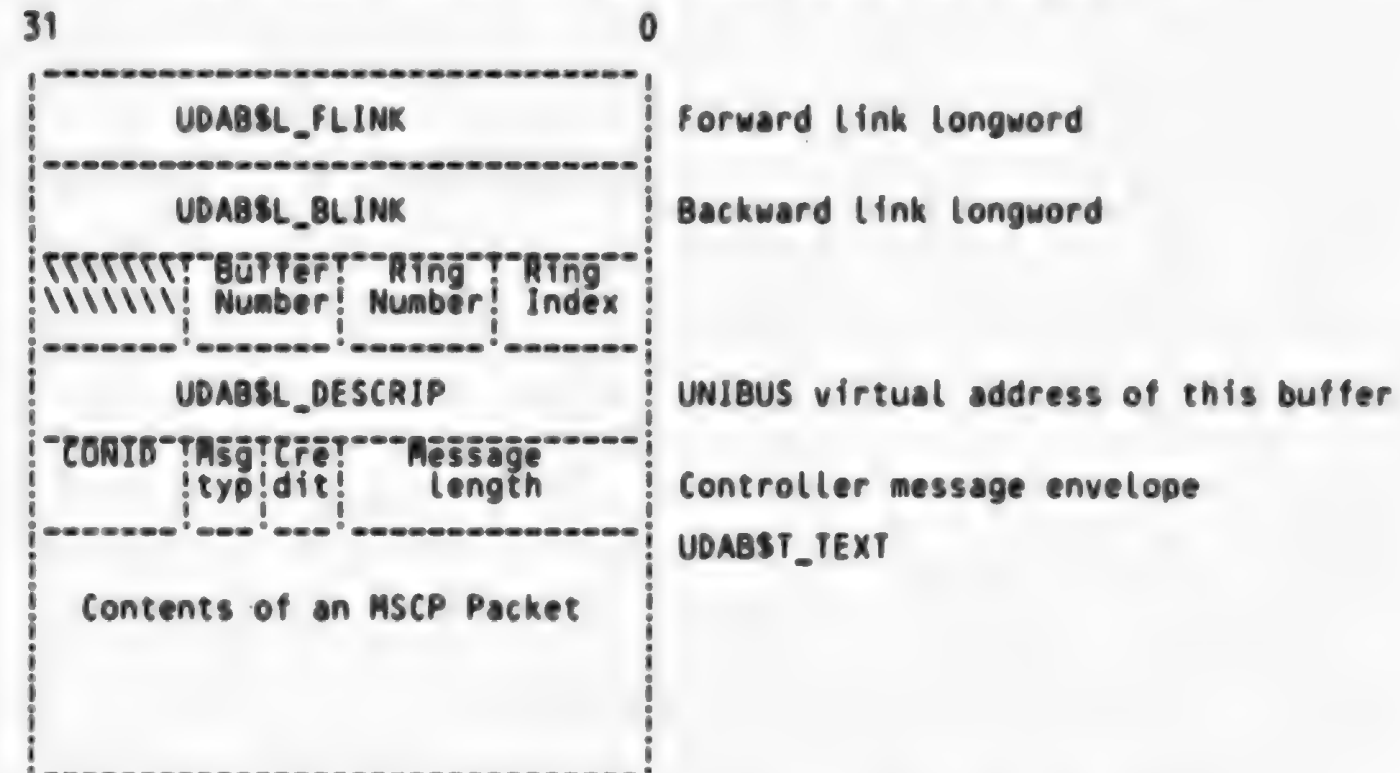 31 0
UDAB$L_FLINK Forward link longword
UDAB$L_BLINK Backward link longword
\\\\\\\ Buffer Ring Ring
\\\\\\\ Number Number Index
UDAB$L_DESCRIP UNIBUS virtual address of this buffer
CONID Msg Cre Message
typ dit length Controller message envelope
UDAB$T_TEXT
Contents of an MSCP Packet